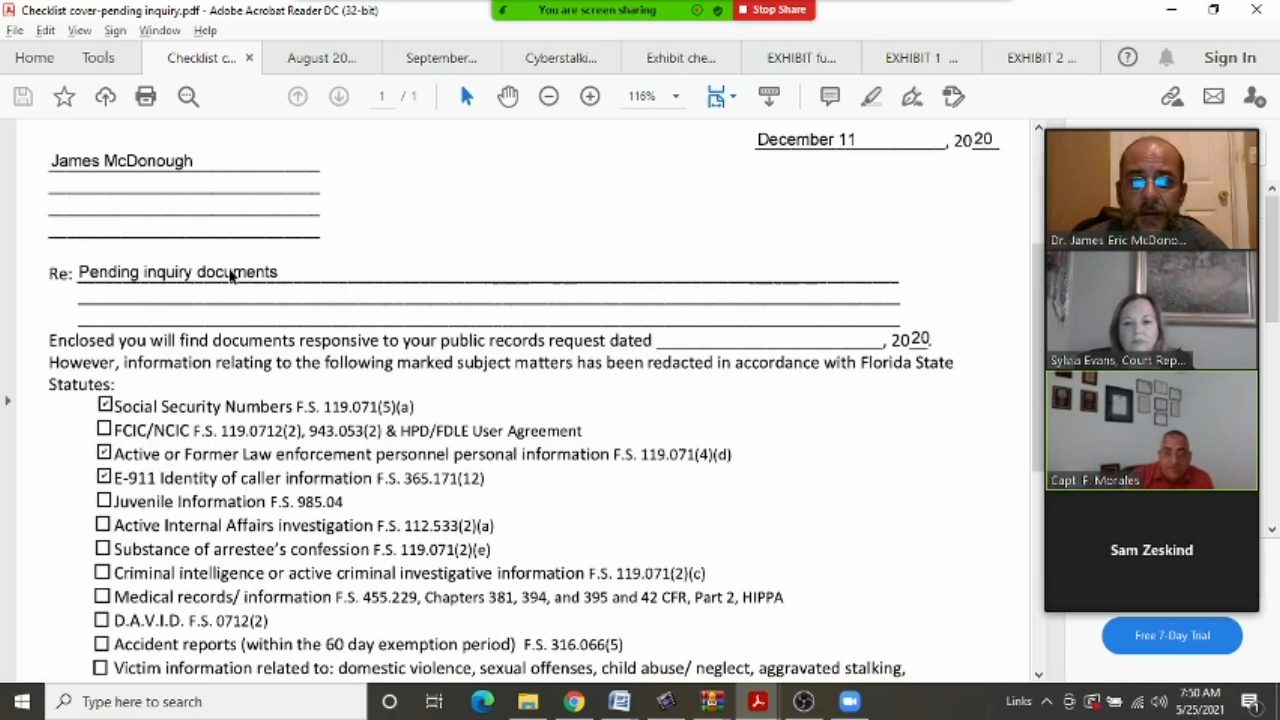 Checklist cover-pending inquiry.pdf - Adobe Acrobat Reader DC (32-bit)
You are screen sharing
Stop Share
File Edit View Sign Window Help
Home Tools Checklist c... × August 20... September... Cyberstalki... Exhibit che... EXHIBIT fu... EXHIBIT 1 ... EXHIBIT 2 ... Sign In
1 / 1 116%
December 11, 2020
James McDonough
Re: Pending inquiry documents
Enclosed you will find documents responsive to your public records request dated ____________________, 2020.
However, information relating to the following marked subject matters has been redacted in accordance with Florida State
Statutes:
Social Security Numbers F.S. 119.071(5)(a)
FCIC/NCIC F.S. 119.0712(2), 943.053(2) & HPD/FDLE User Agreement
Active or Former Law enforcement personnel personal information F.S. 119.071(4)(d)
E-911 Identity of caller information F.S. 365.171(12)
Juvenile Information F.S. 985.04
Active Internal Affairs investigation F.S. 112.533(2)(a)
Substance of arrestee's confession F.S. 119.071(2)(e)
Criminal intelligence or active criminal investigative information F.S. 119.071(2)(c)
Medical records/ information F.S. 455.229, Chapters 381, 394, and 395 and 42 CFR, Part 2, HIPPA
D.A.V.I.D. F.S. 0712(2)
Accident reports (within the 60 day exemption period) F.S. 316.066(5)
Victim information related to: domestic violence, sexual offenses, child abuse/ neglect, aggravated stalking,
Dr. James Eric McDono...
Sylvia Evans, Court Rep...
Capt. F. Morales
Sam Zeskind
Free 7-Day Trial
Type here to search
Links
7:50 AM
5/25/2021